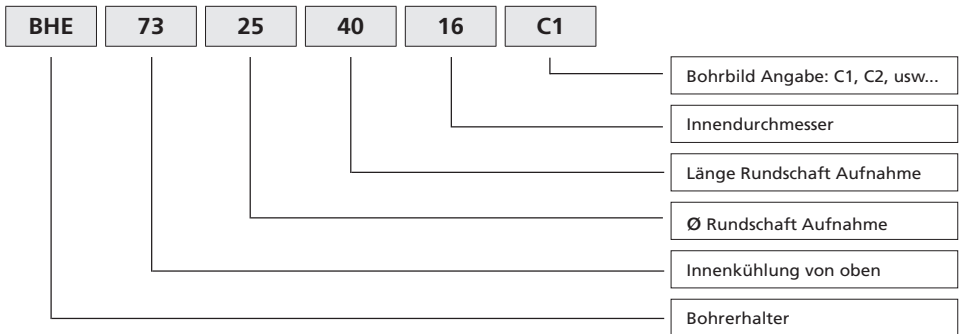 BHE 73 25 40 16 C1
Bohrbild Angabe: C1, C2, usw...
Innendurchmesser
Länge Rundschaft Aufnahme
Ø Rundschaft Aufnahme
Innenkühlung von oben
Bohrerhalter